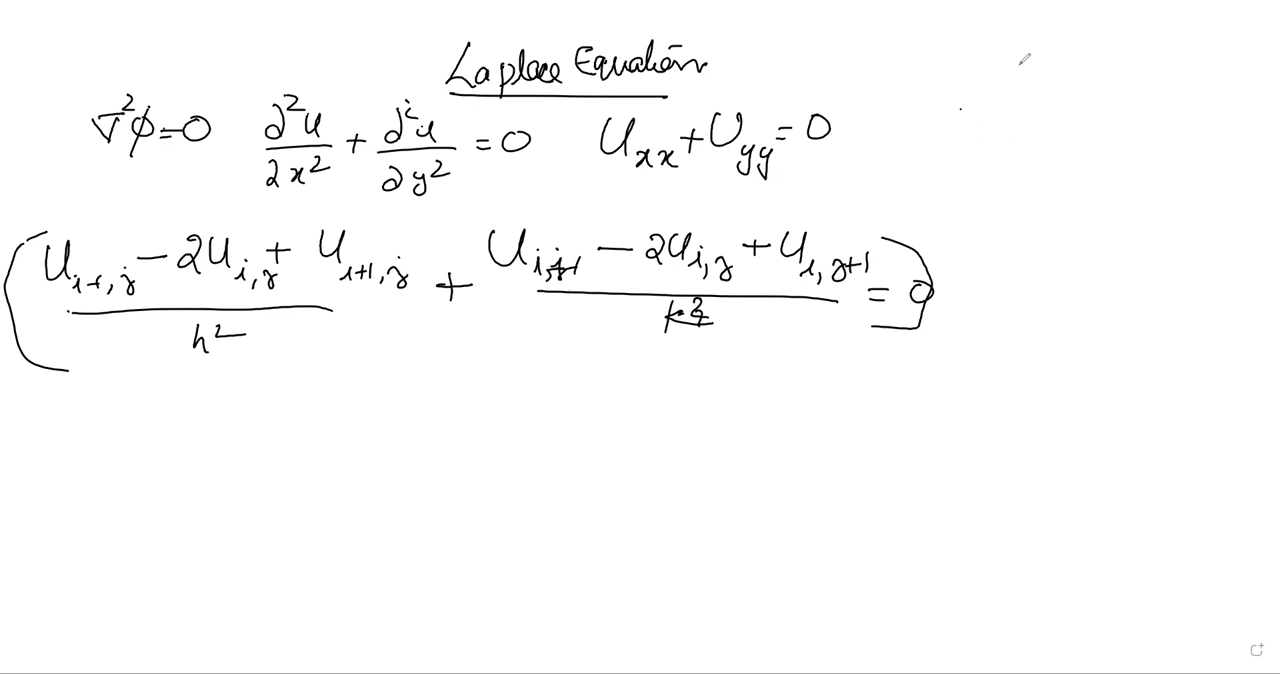 Laplace Equation
∇²φ=0 ∂²u/∂x² + ∂²u/∂y² = 0 Uxx+Uyy=0
(Ui-1,j - 2Ui,j + Ui+1,j)/h² + (Ui,j-1 - 2Ui,j + Ui,j+1)/k² = 0